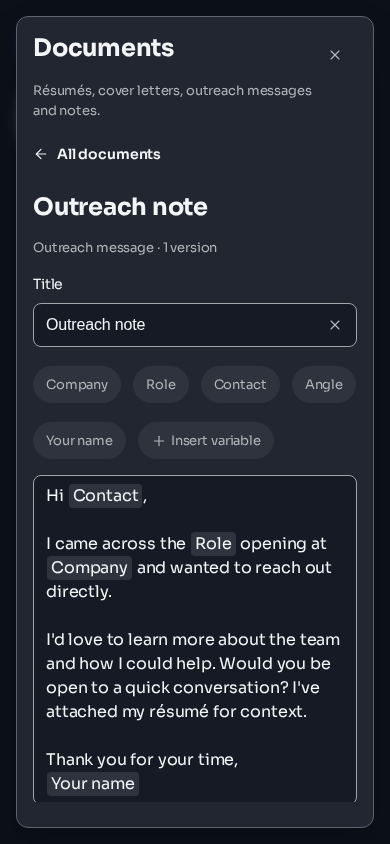 Documents
Résumés, cover letters, outreach messages
and notes.
All documents
Outreach note
Outreach message · 1 version
Title
Outreach note
Company Role Contact Angle
Your name + Insert variable
Hi Contact,
I came across the Role opening at
Company and wanted to reach out
directly.
I'd love to learn more about the team
and how I could help. Would you be
open to a quick conversation? I've
attached my résumé for context.
Thank you for your time,
Your name